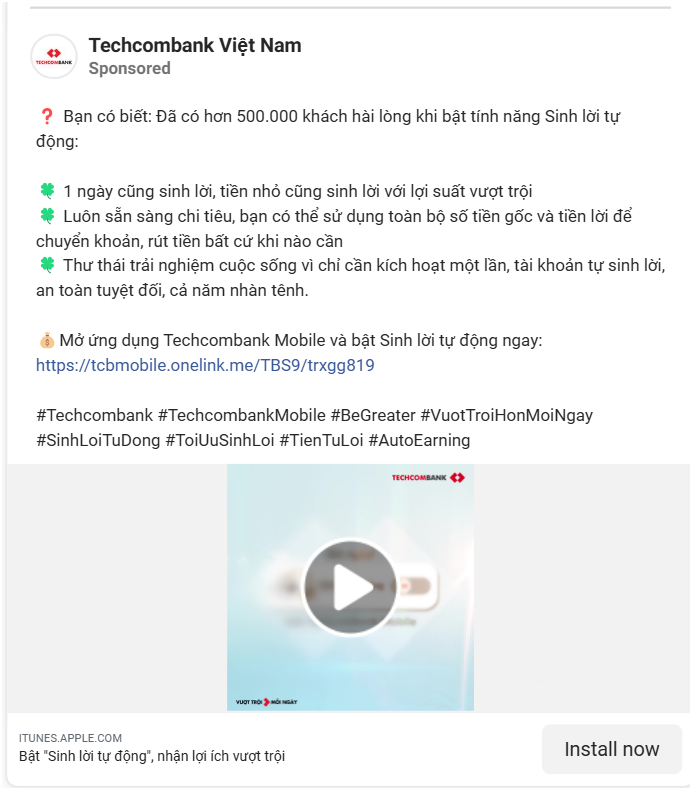 Techcombank Việt Nam
TECHCOMBANK
Sponsored
❓ Bạn có biết: Đã có hơn 500.000 khách hài lòng khi bật tính năng Sinh lời tự
động:
🍀 1 ngày cũng sinh lời, tiền nhỏ cũng sinh lời với lợi suất vượt trội
🍀 Luôn sẵn sàng chi tiêu, bạn có thể sử dụng toàn bộ số tiền gốc và tiền lời để
chuyển khoản, rút tiền bất cứ khi nào cần
🍀 Thư thái trải nghiệm cuộc sống vì chỉ cần kích hoạt một lần, tài khoản tự sinh lời,
an toàn tuyệt đối, cả năm nhàn tênh.
💰 Mở ứng dụng Techcombank Mobile và bật Sinh lời tự động ngay:
https://tcbmobile.onelink.me/TBS9/trxgg819
#Techcombank #TechcombankMobile #BeGreater #VuotTroiHonMoiNgay
#SinhLoiTuDong #ToiUuSinhLoi #TienTuLoi #AutoEarning
TECHCOMBANK
VƯỢT TRỘI MỖI NGÀY
ITUNES.APPLE.COM
Bật "Sinh lời tự động", nhận lợi ích vượt trội
Install now